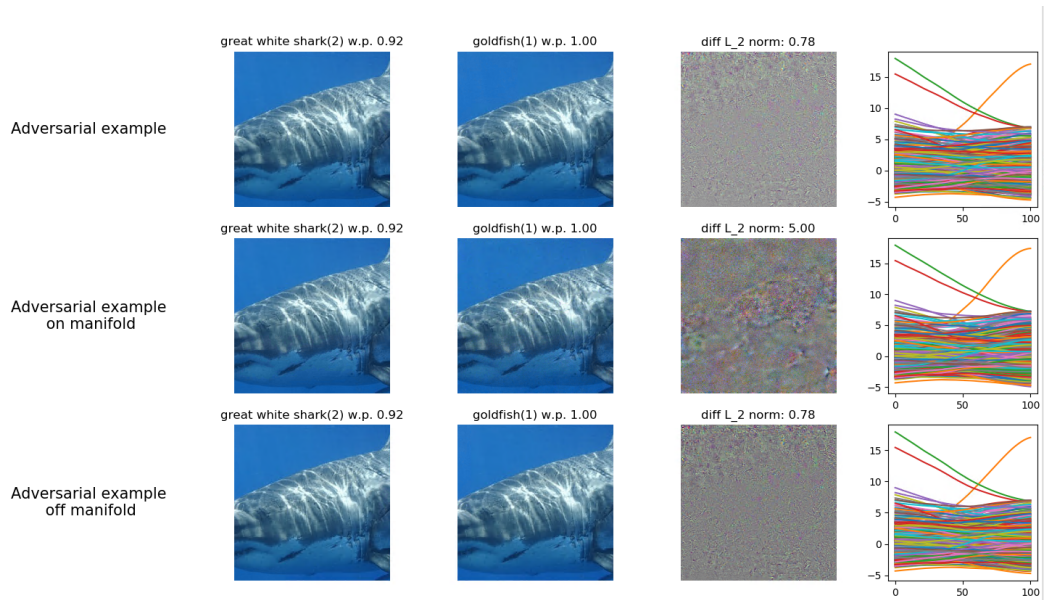 great white shark(2) w.p. 0.92
goldfish(1) w.p. 1.00
diff L_2 norm: 0.78
Adversarial example
15
10
5
0
−5
0
50
100
great white shark(2) w.p. 0.92
goldfish(1) w.p. 1.00
diff L_2 norm: 5.00
Adversarial example
on manifold
15
10
5
0
−5
0
50
100
great white shark(2) w.p. 0.92
goldfish(1) w.p. 1.00
diff L_2 norm: 0.78
Adversarial example
off manifold
15
10
5
0
−5
0
50
100